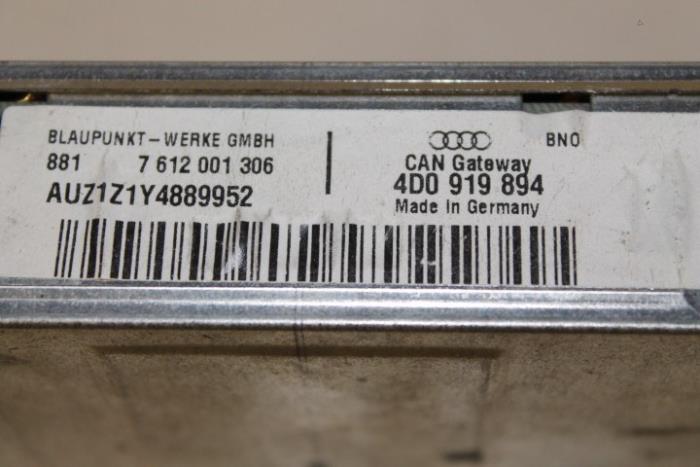 BLAUPUNKT-WERKE GMBH
881 7 612 001 306
AUZ1Z1Y4889952
BNO
CAN Gateway
4D0 919 894
Made In Germany